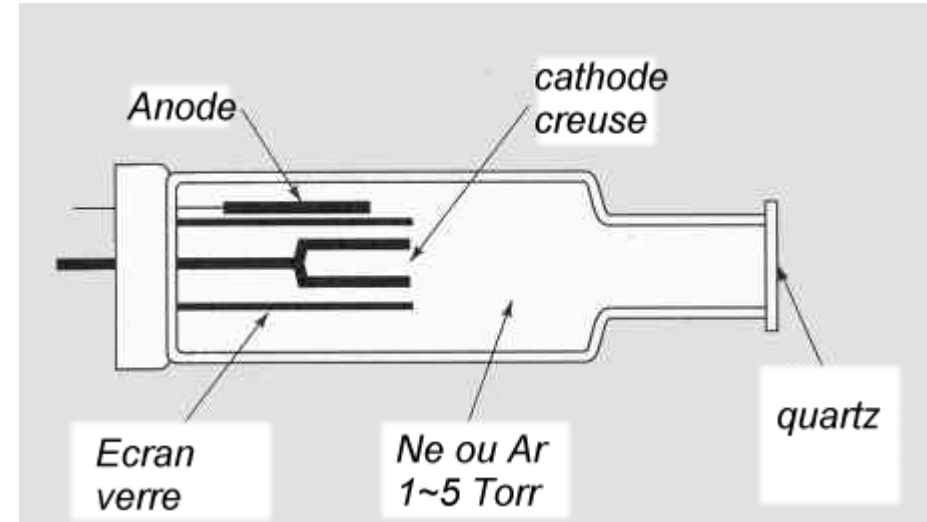 Anode
cathode
creuse
Ecran
verre
Ne ou Ar
1~5 Torr
quartz